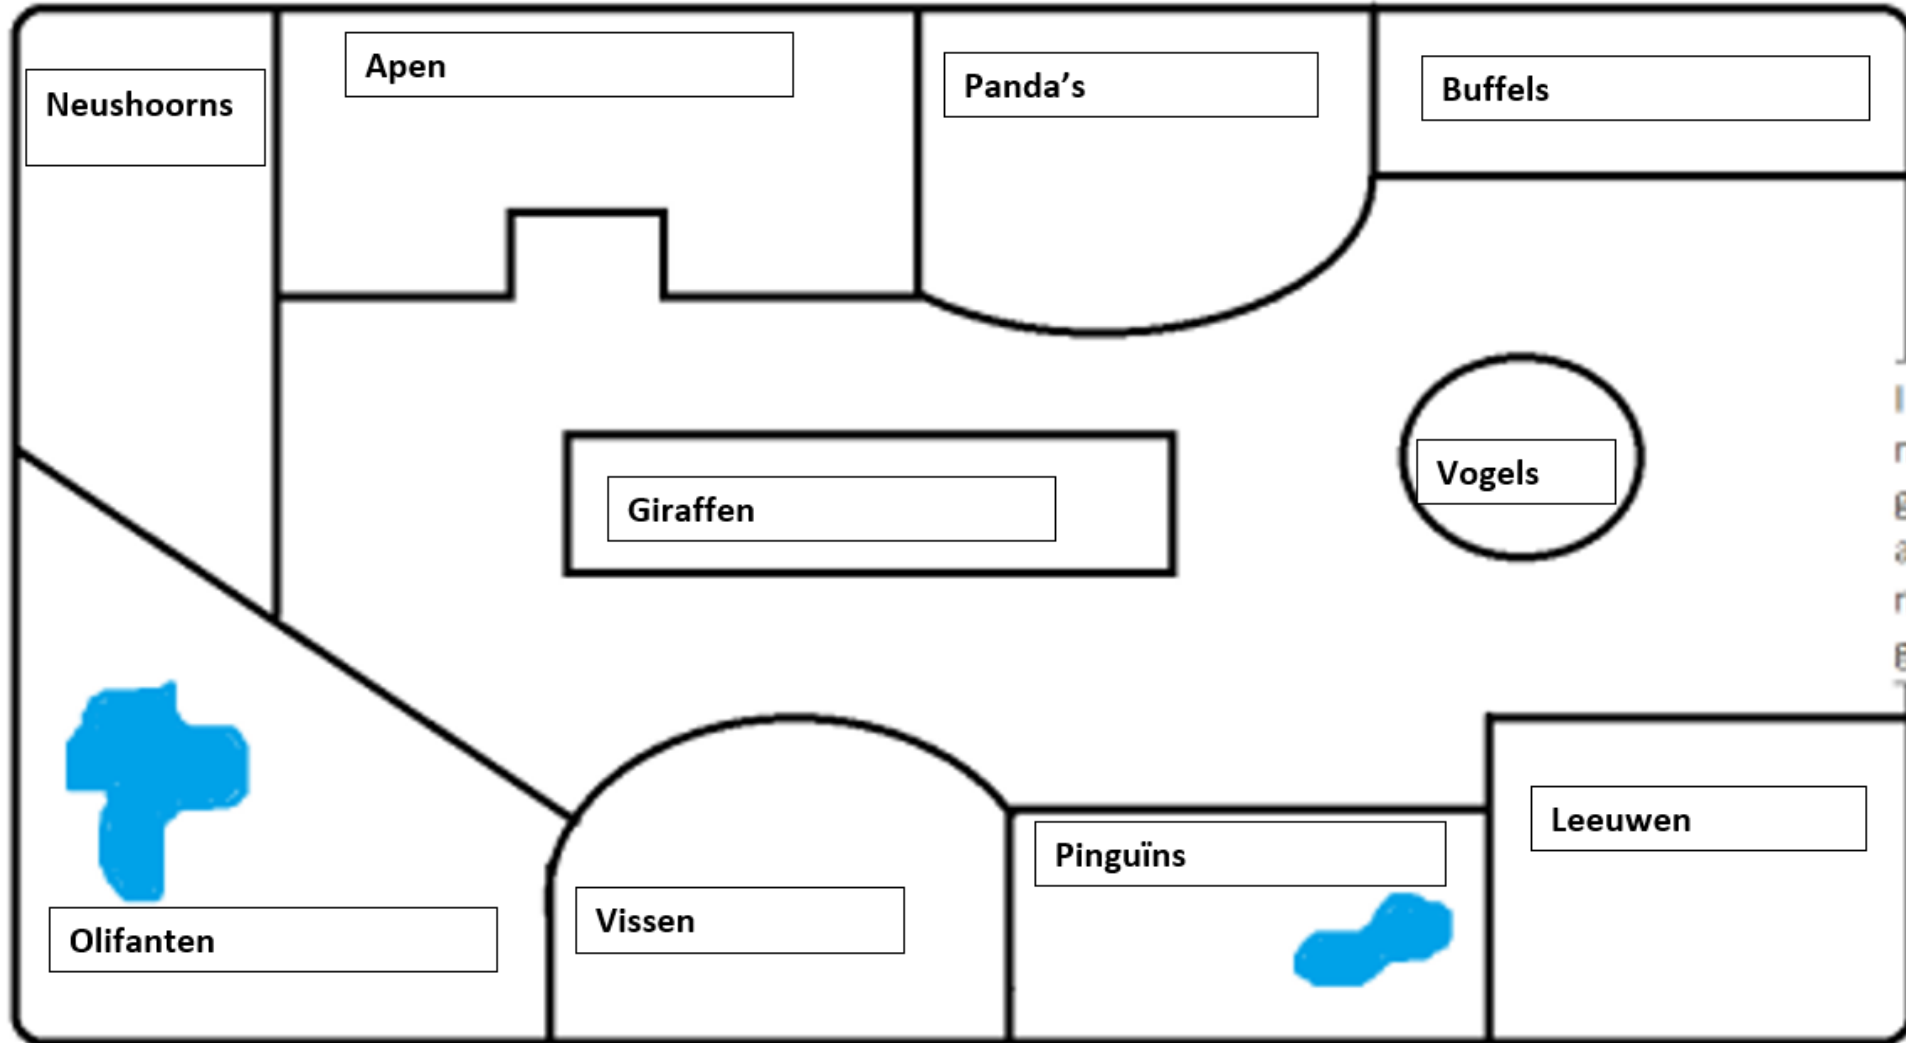 Neushoorns
Apen
Panda’s
Buffels
Giraffen
Vogels
Olifanten
Vissen
Pinguïns
Leeuwen